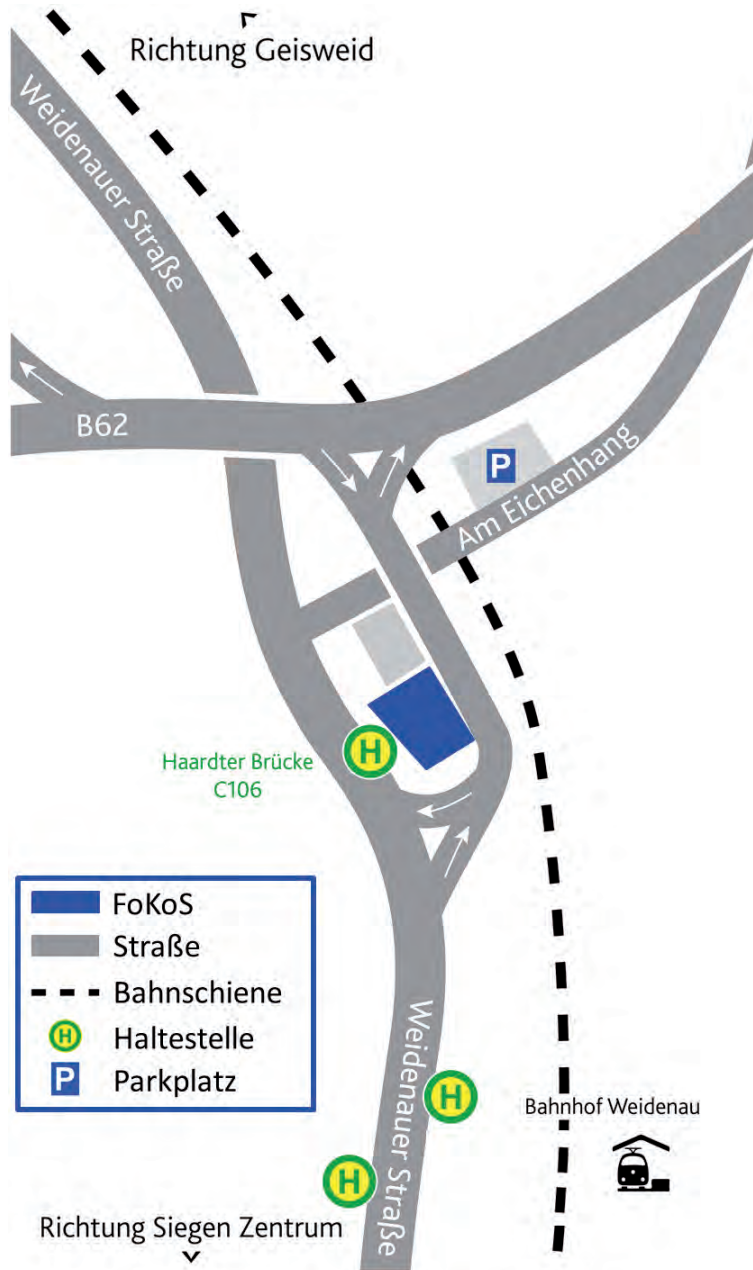 Richtung Geisweid
Weidenauer Straße
B62
P
Am Eichenhang
H
Haardter Brücke
C106
FoKoS
Straße
Bahnschiene
H Haltestelle
P Parkplatz
Weidenauer Straße
H
H
Bahnhof Weidenau
Richtung Siegen Zentrum